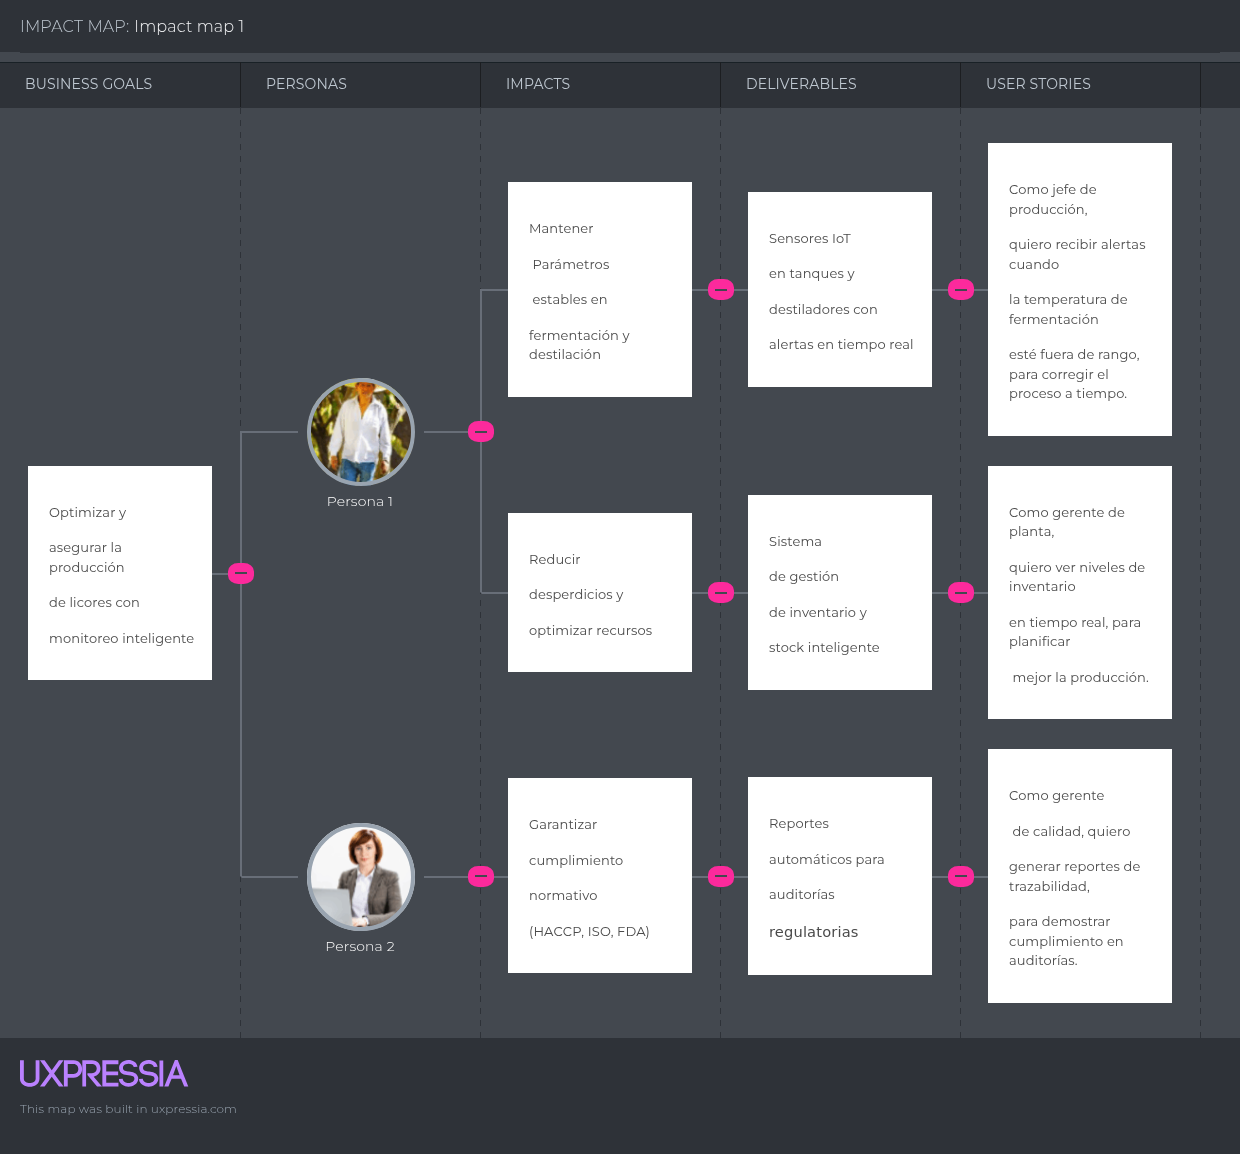 IMPACT MAP: Impact map 1
BUSINESS GOALS
PERSONAS
IMPACTS
DELIVERABLES
USER STORIES
Optimizar y
asegurar la
producción
de licores con
monitoreo inteligente
Persona 1
Mantener
Parámetros
estables en
fermentación y
destilación
Sensores IoT
en tanques y
destiladores con
alertas en tiempo real
Como jefe de
producción,
quiero recibir alertas
cuando
la temperatura de
fermentación
esté fuera de rango,
para corregir el
proceso a tiempo.
Reducir
desperdicios y
optimizar recursos
Sistema
de gestión
de inventario y
stock inteligente
Como gerente de
planta,
quiero ver niveles de
inventario
en tiempo real, para
planificar
mejor la producción.
Persona 2
Garantizar
cumplimiento
normativo
(HACCP, ISO, FDA)
Reportes
automáticos para
auditorías
regulatorias
Como gerente
de calidad, quiero
generar reportes de
trazabilidad,
para demostrar
cumplimiento en
auditorías.
UXPRESSIA
This map was built in uxpressia.com